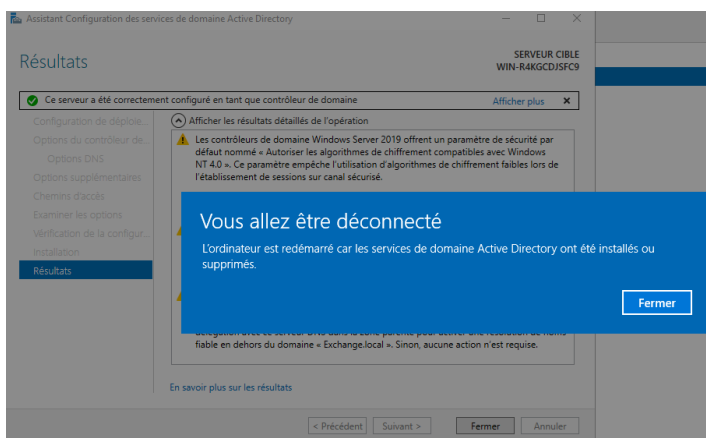 Assistant Configuration des services de domaine Active Directory
Résultats
SERVEUR CIBLE
WIN-R4KGCDJSFC9
Ce serveur a été correctement configuré en tant que contrôleur de domaine
Afficher plus
Configuration de déploie...
Options du contrôleur de...
Options DNS
Options supplémentaires
Chemins d'accès
Examiner les options
Vérification de la configur...
Installation
Résultats
Afficher les résultats détaillés de l'opération
Les contrôleurs de domaine Windows Server 2019 offrent un paramètre de sécurité par
défaut nommé « Autoriser les algorithmes de chiffrement compatibles avec Windows
NT 4.0 ». Ce paramètre empêche l'utilisation d'algorithmes de chiffrement faibles lors de
l'établissement de sessions sur canal sécurisé.
Vous allez être déconnecté
L'ordinateur est redémarré car les services de domaine Active Directory ont été installés ou
supprimés.
Fermer
fiable en dehors du domaine « Exchange.local ». Sinon, aucune action n'est requise.
En savoir plus sur les résultats
< Précédent
Suivant >
Fermer
Annuler